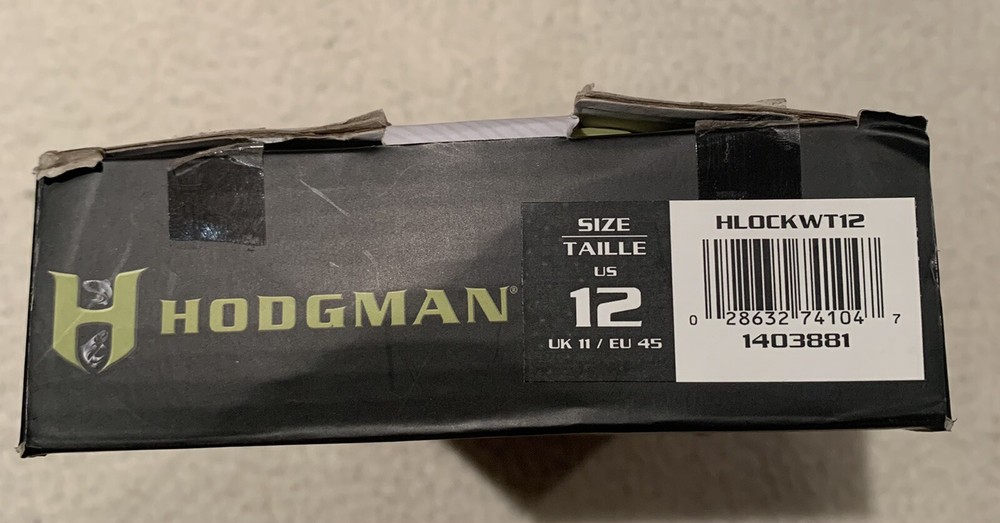 HODGMAN®
SIZE
TAILLE
US
12
UK 11 / EU 45
HLOCKWT12
0 28632 74104 7
1403881